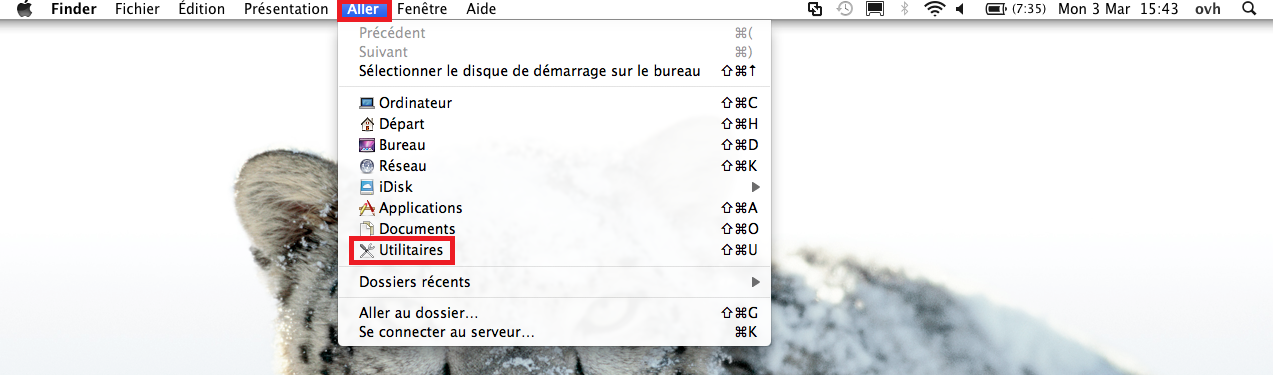 Finder Fichier Édition Présentation Aller Fenêtre Aide (7:35) Mon 3 Mar 15:43 ovh
Précédent ⌘(
Suivant ⌘)
Sélectionner le disque de démarrage sur le bureau ⇧⌘↑
Ordinateur ⇧⌘C
Départ ⇧⌘H
Bureau ⇧⌘D
Réseau ⇧⌘K
iDisk
Applications ⇧⌘A
Documents ⇧⌘O
Utilitaires ⇧⌘U
Dossiers récents
Aller au dossier... ⇧⌘G
Se connecter au serveur... ⌘K